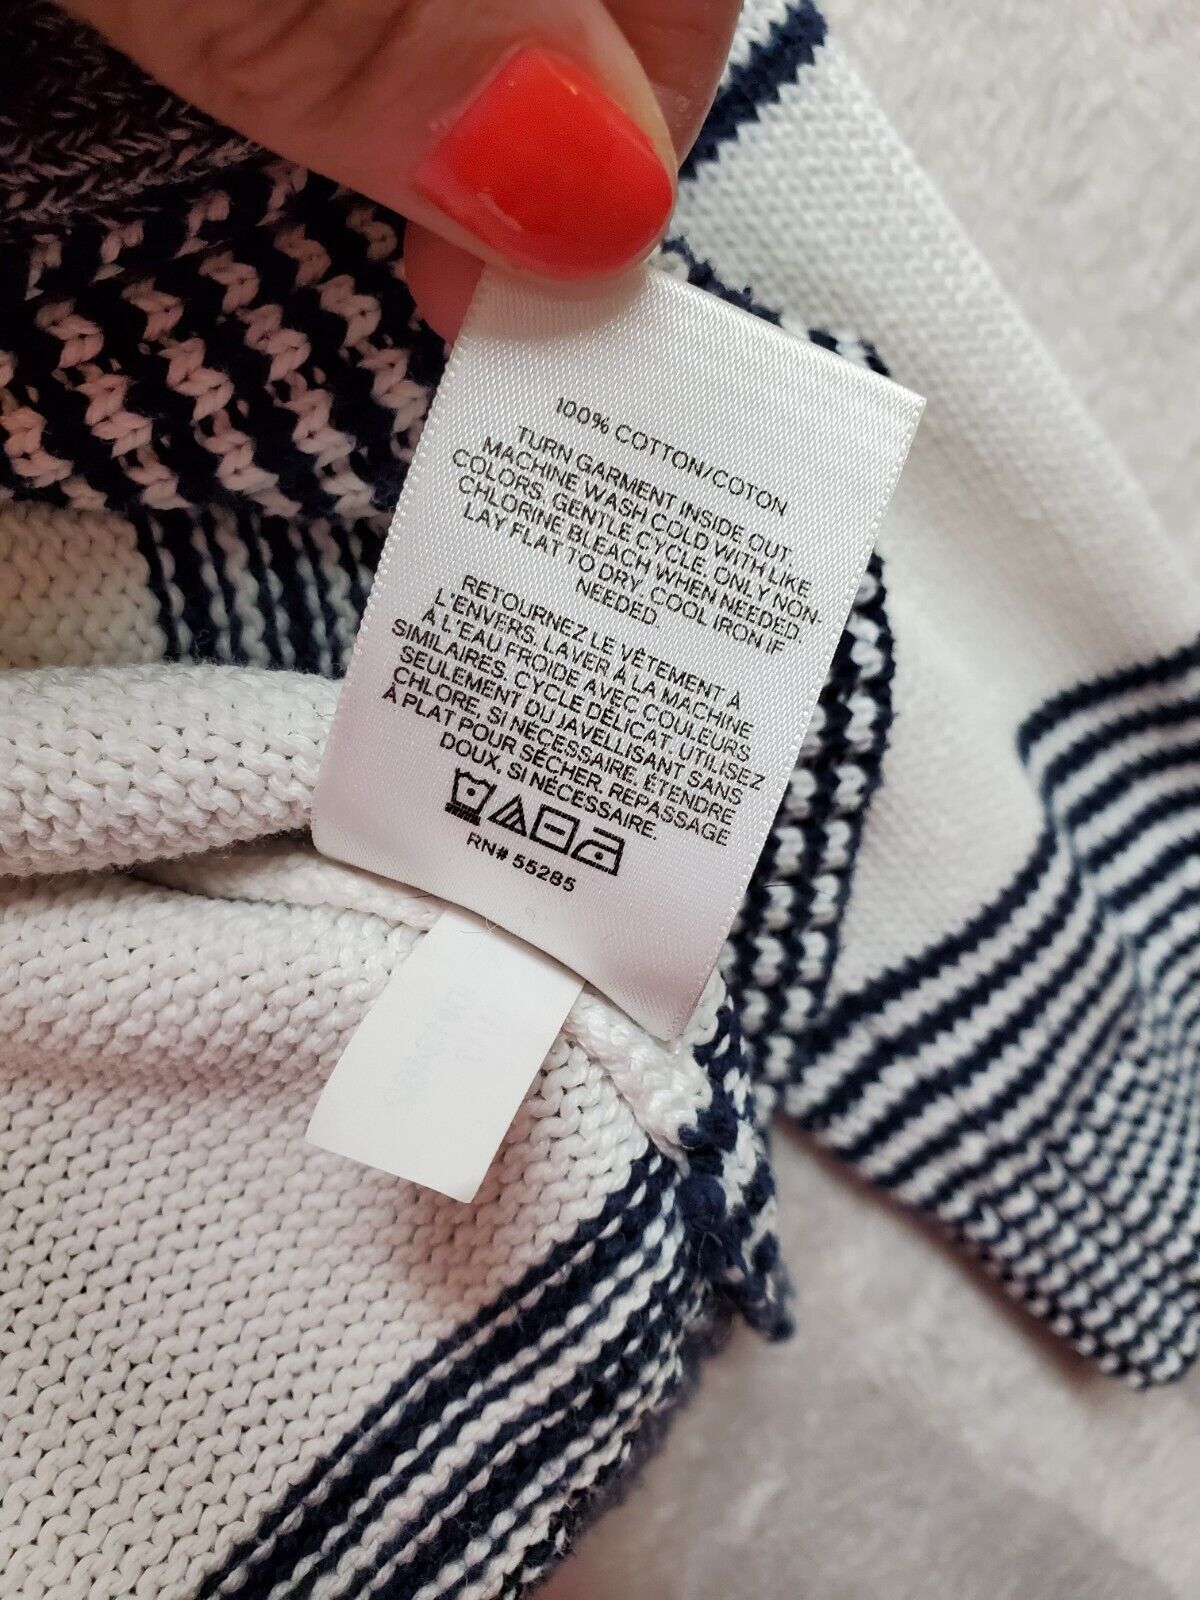 100% COTTON/COTON
TURN GARMENT INSIDE OUT.
MACHINE WASH COLD WITH LIKE
COLORS, GENTLE CYCLE. ONLY NON-
CHLORINE BLEACH WHEN NEEDED.
LAY FLAT TO DRY, COOL IRON IF
NEEDED.
RETOURNEZ LE VÊTEMENT À
L'ENVERS. LAVER À LA MACHINE
À L'EAU FROIDE AVEC COULEURS
SIMILAIRES, CYCLE DÉLICAT. UTILISEZ
SEULEMENT DU JAVELLISANT SANS
CHLORE, SI NÉCESSAIRE. ÉTENDRE
À PLAT POUR SÉCHER, REPASSAGE
DOUX, SI NÉCESSAIRE.
RN# 55285